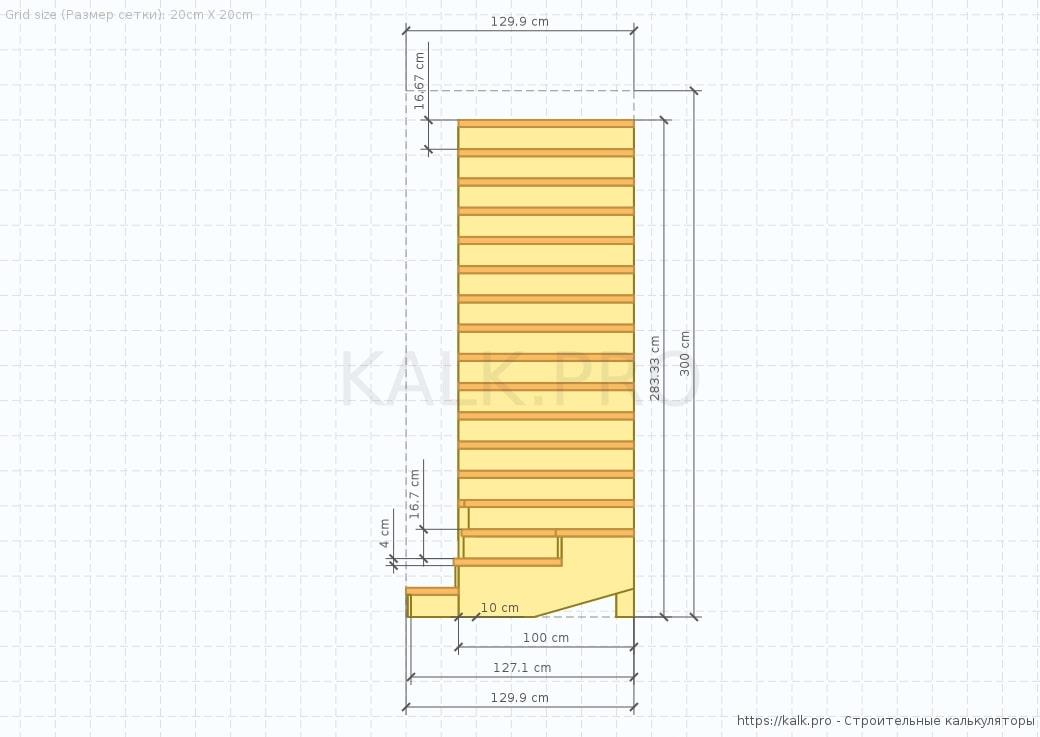 Grid size (Размер сетки): 20cm X 20cm
129.9 cm
16.67 cm
283.33 cm
300 cm
KALK.PRO
16.7 cm
4 cm
10 cm
100 cm
127.1 cm
129.9 cm
https://kalk.pro - Строительные калькуляторы